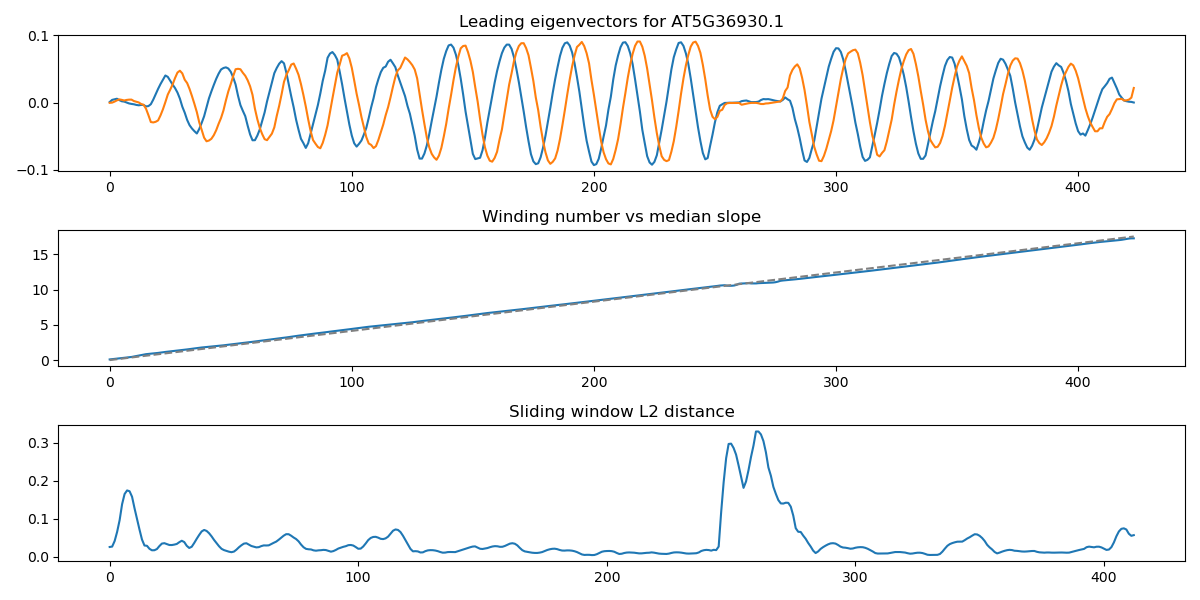 Leading eigenvectors for AT5G36930.1
0.1
0.0
−0.1
0 100 200 300 400
Winding number vs median slope
15
10
5
0
0 100 200 300 400
Sliding window L2 distance
0.3
0.2
0.1
0.0
0 100 200 300 400